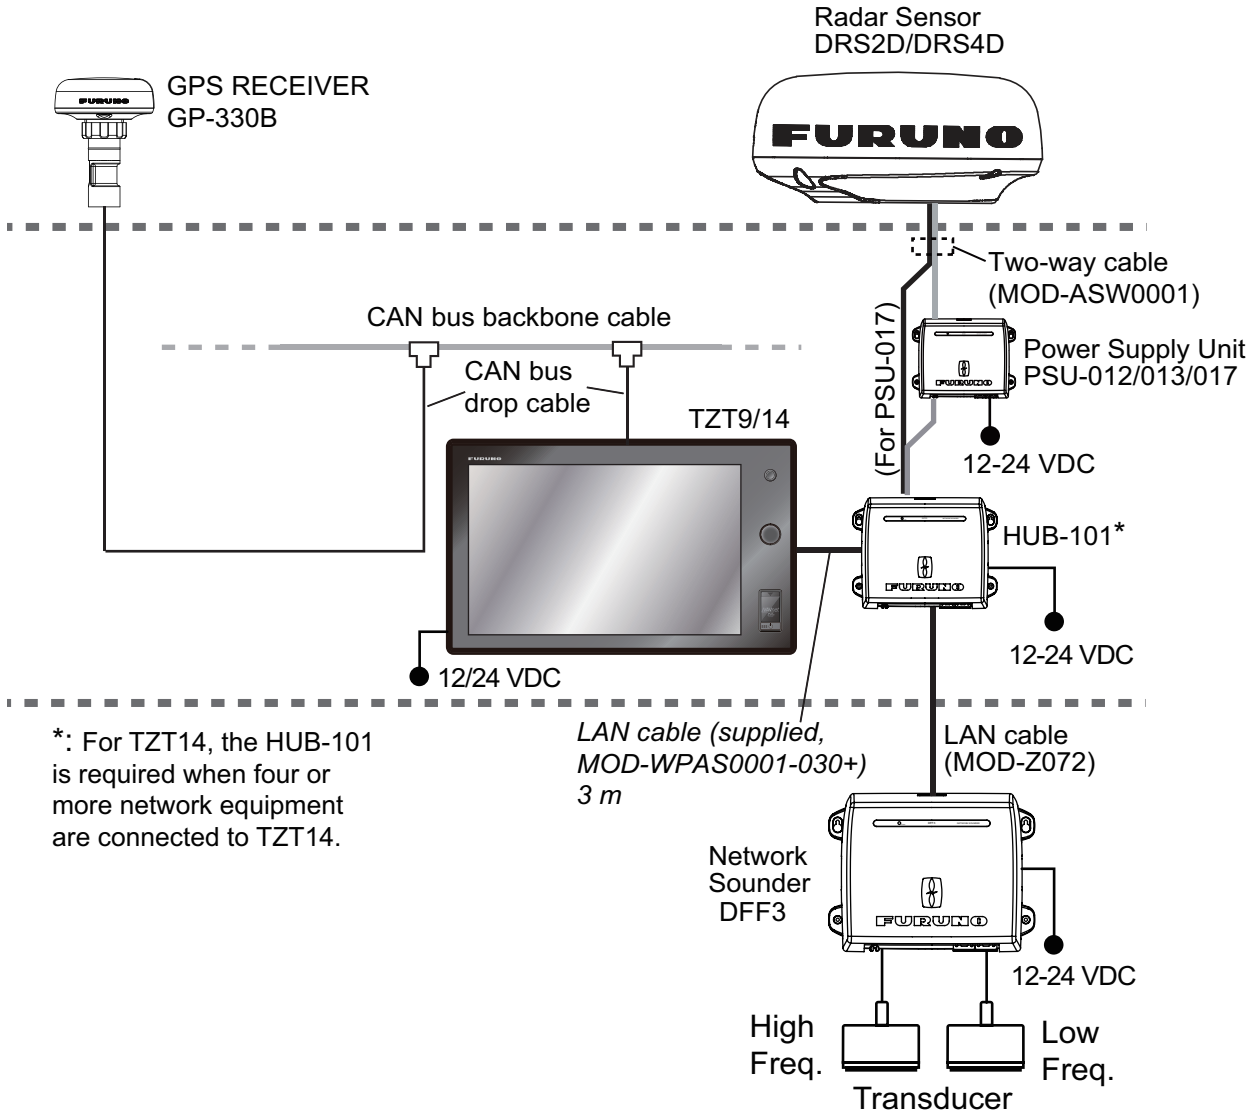 Radar Sensor
DRS2D/DRS4D
GPS RECEIVER
GP-330B
FURUNO
FURUNO
Two-way cable
(MOD-ASW0001)
CAN bus backbone cable
(For PSU-017)
Power Supply Unit
PSU-012/013/017
FURUNO
CAN bus
drop cable
TZT9/14
12-24 VDC
FURUNO
HUB-101*
FURUNO
12-24 VDC
12/24 VDC
*: For TZT14, the HUB-101
is required when four or
more network equipment
are connected to TZT14.
LAN cable (supplied,
MOD-WPAS0001-030+)
3 m
LAN cable
(MOD-Z072)
Network
Sounder
DFF3
FURUNO
12-24 VDC
High
Freq.
Low
Freq.
Transducer